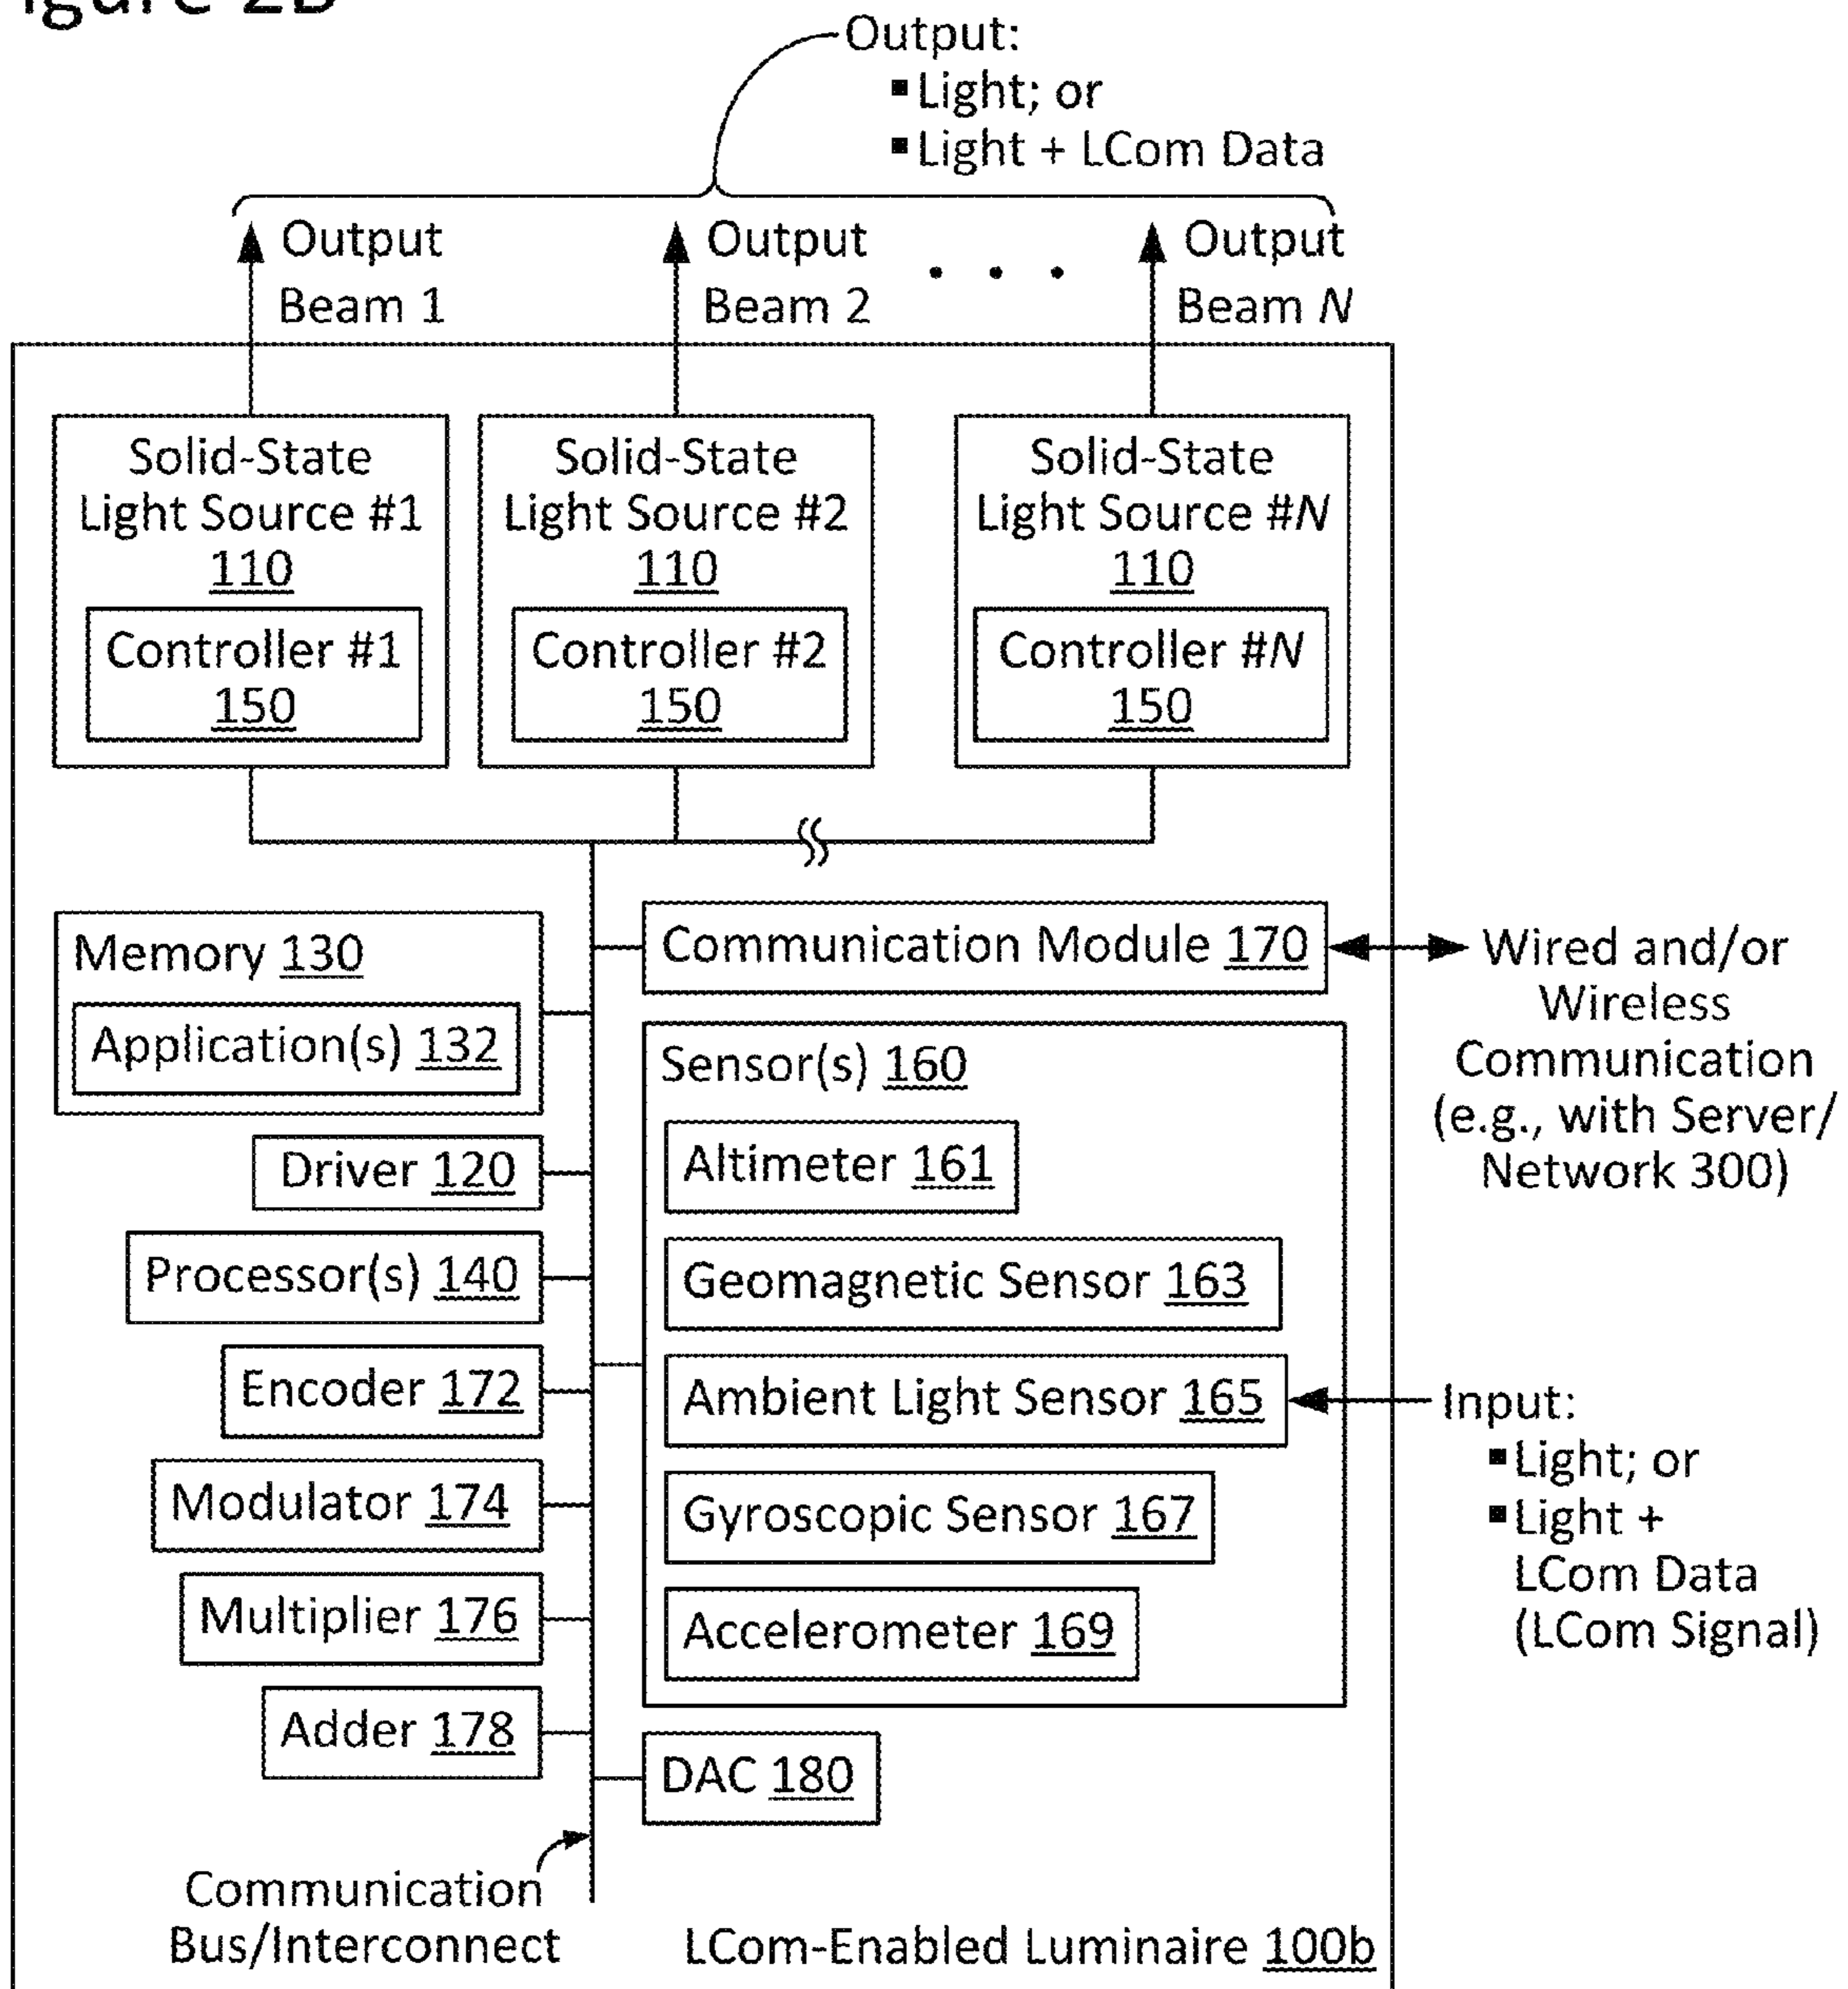 Figure 2B
Output:
▪Light; or
▪Light + LCom Data
Output
Beam 1
Output
Beam 2
. . .
Output
Beam N
Solid-State
Light Source #1
110
Controller #1
150
Solid-State
Light Source #2
110
Controller #2
150
Solid-State
Light Source #N
110
Controller #N
150
Memory 130
Application(s) 132
Driver 120
Processor(s) 140
Encoder 172
Modulator 174
Multiplier 176
Adder 178
Communication Module 170
Wired and/or
Wireless
Communication
(e.g., with Server/
Network 300)
Sensor(s) 160
Altimeter 161
Geomagnetic Sensor 163
Ambient Light Sensor 165
Gyroscopic Sensor 167
Accelerometer 169
Input:
▪Light; or
▪Light +
LCom Data
(LCom Signal)
DAC 180
Communication
Bus/Interconnect
LCom-Enabled Luminaire 100b